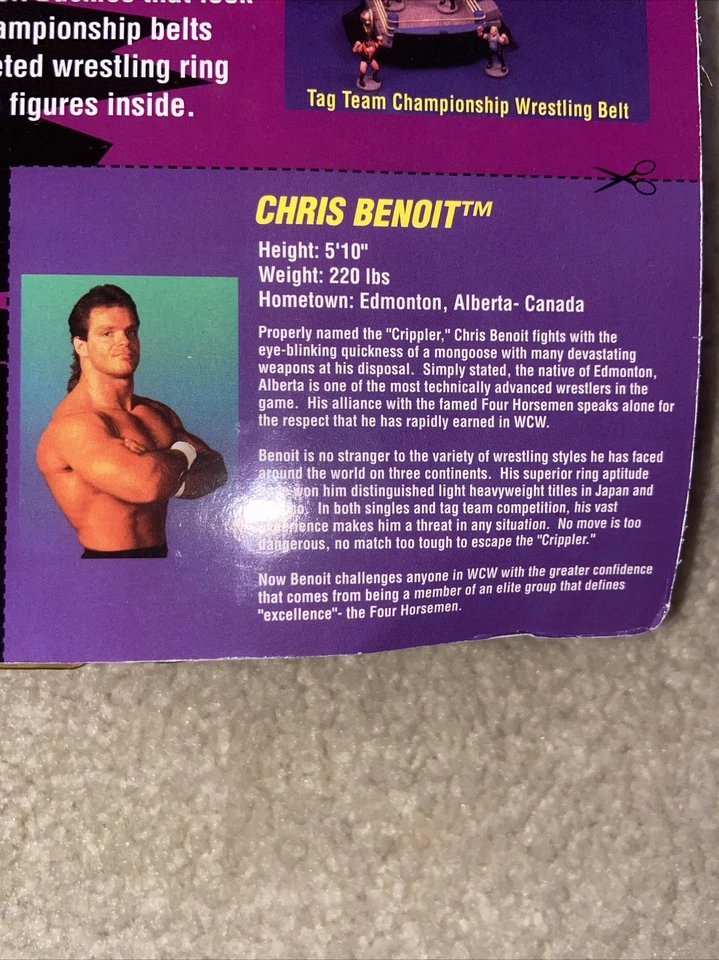 ampionship belts
ted wrestling ring
figures inside.
Tag Team Championship Wrestling Belt
CHRIS BENOIT™
Height: 5'10"
Weight: 220 lbs
Hometown: Edmonton, Alberta- Canada
Properly named the "Crippler," Chris Benoit fights with the
eye-blinking quickness of a mongoose with many devastating
weapons at his disposal. Simply stated, the native of Edmonton,
Alberta is one of the most technically advanced wrestlers in the
game. His alliance with the famed Four Horsemen speaks alone for
the respect that he has rapidly earned in WCW.
Benoit is no stranger to the variety of wrestling styles he has faced
around the world on three continents. His superior ring aptitude
won him distinguished light heavyweight titles in Japan and
In both singles and tag team competition, his vast
experience makes him a threat in any situation. No move is too
dangerous, no match too tough to escape the "Crippler."
Now Benoit challenges anyone in WCW with the greater confidence
that comes from being a member of an elite group that defines
"excellence"- the Four Horsemen.